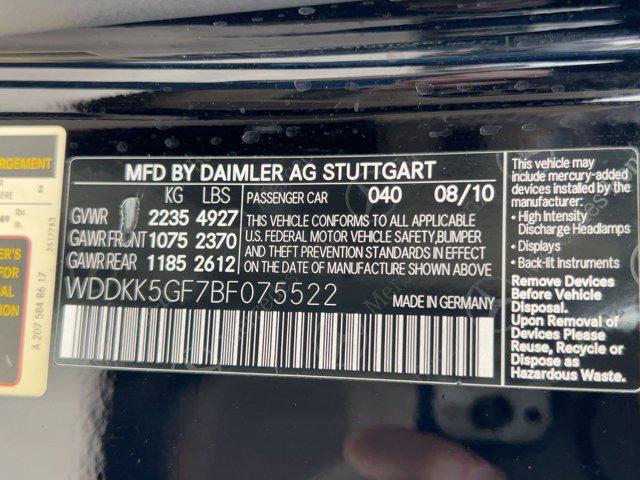 ARGEMENT
2
lbs.
A 207 584 86 17
2517763
MFD BY DAIMLER AG STUTTGART
KG LBS
GVWR 2235 4927
GAWR FRONT 1075 2370
GAWR REAR 1185 2612
PASSENGER CAR 040 08/10
THIS VEHICLE CONFORMS TO ALL APPLICABLE
U.S. FEDERAL MOTOR VEHICLE SAFETY,BUMPER
AND THEFT PREVENTION STANDARDS IN EFFECT
ON THE DATE OF MANUFACTURE SHOWN ABOVE.
WDDKK5GF7BF075522
MADE IN GERMANY
This vehicle may
include mercury-added
devices installed by the
manufacturer:
• High Intensity
Discharge Headlamps
• Displays
• Back-lit Instruments
Remove Devices
Before Vehicle
Disposal.
Upon Removal of
Devices Please
Reuse, Recycle or
Dispose as
Hazardous Waste.